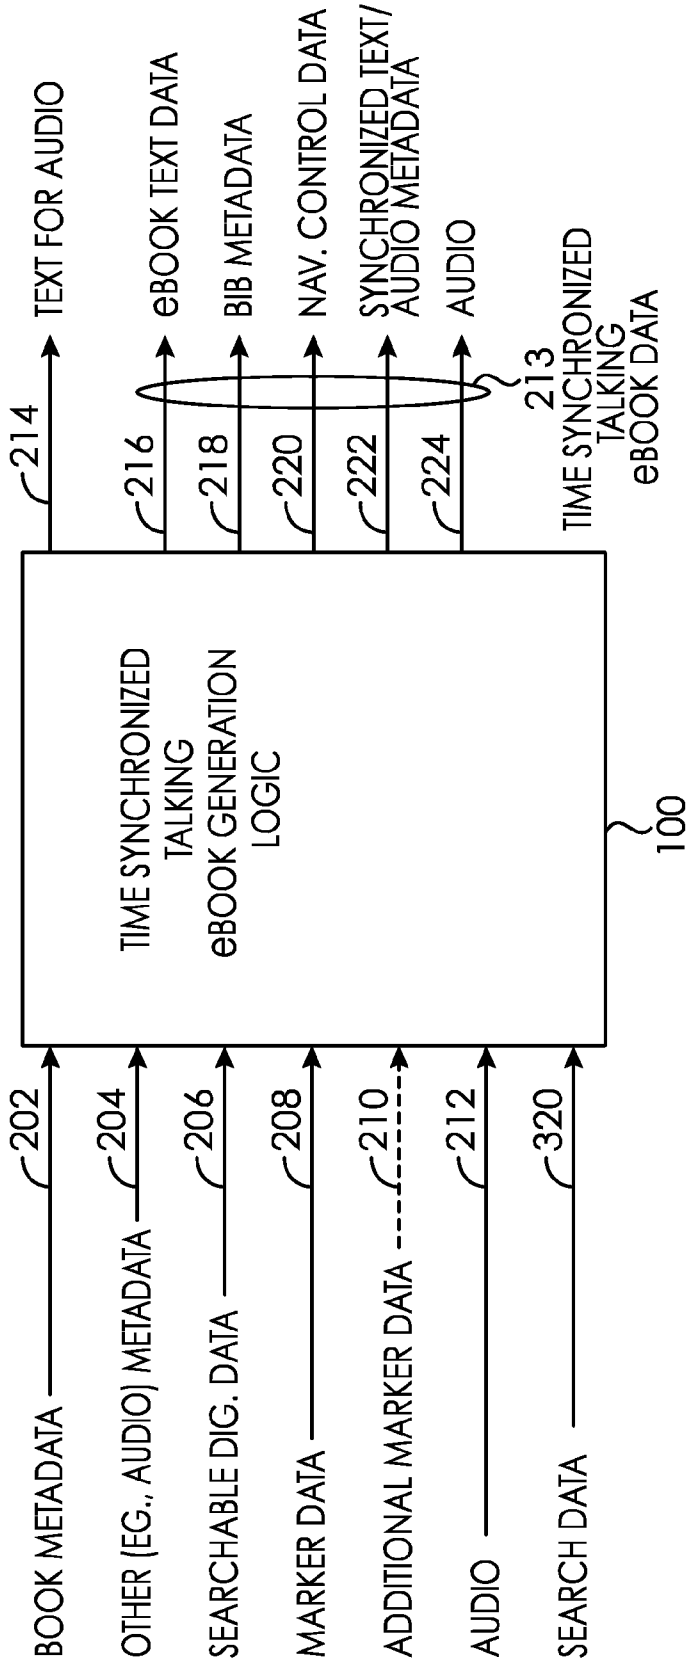 BOOK METADATA
202
OTHER (EG., AUDIO) METADATA
204
SEARCHABLE DIG. DATA
206
MARKER DATA
208
ADDITIONAL MARKER DATA
210
AUDIO
212
SEARCH DATA
320
TIME SYNCHRONIZED
TALKING
eBOOK GENERATION
LOGIC
100
214
TEXT FOR AUDIO
216
eBOOK TEXT DATA
218
BIB METADATA
220
NAV. CONTROL DATA
222
SYNCHRONIZED TEXT/
AUDIO METADATA
224
AUDIO
213
TIME SYNCHRONIZED
TALKING
eBOOK DATA